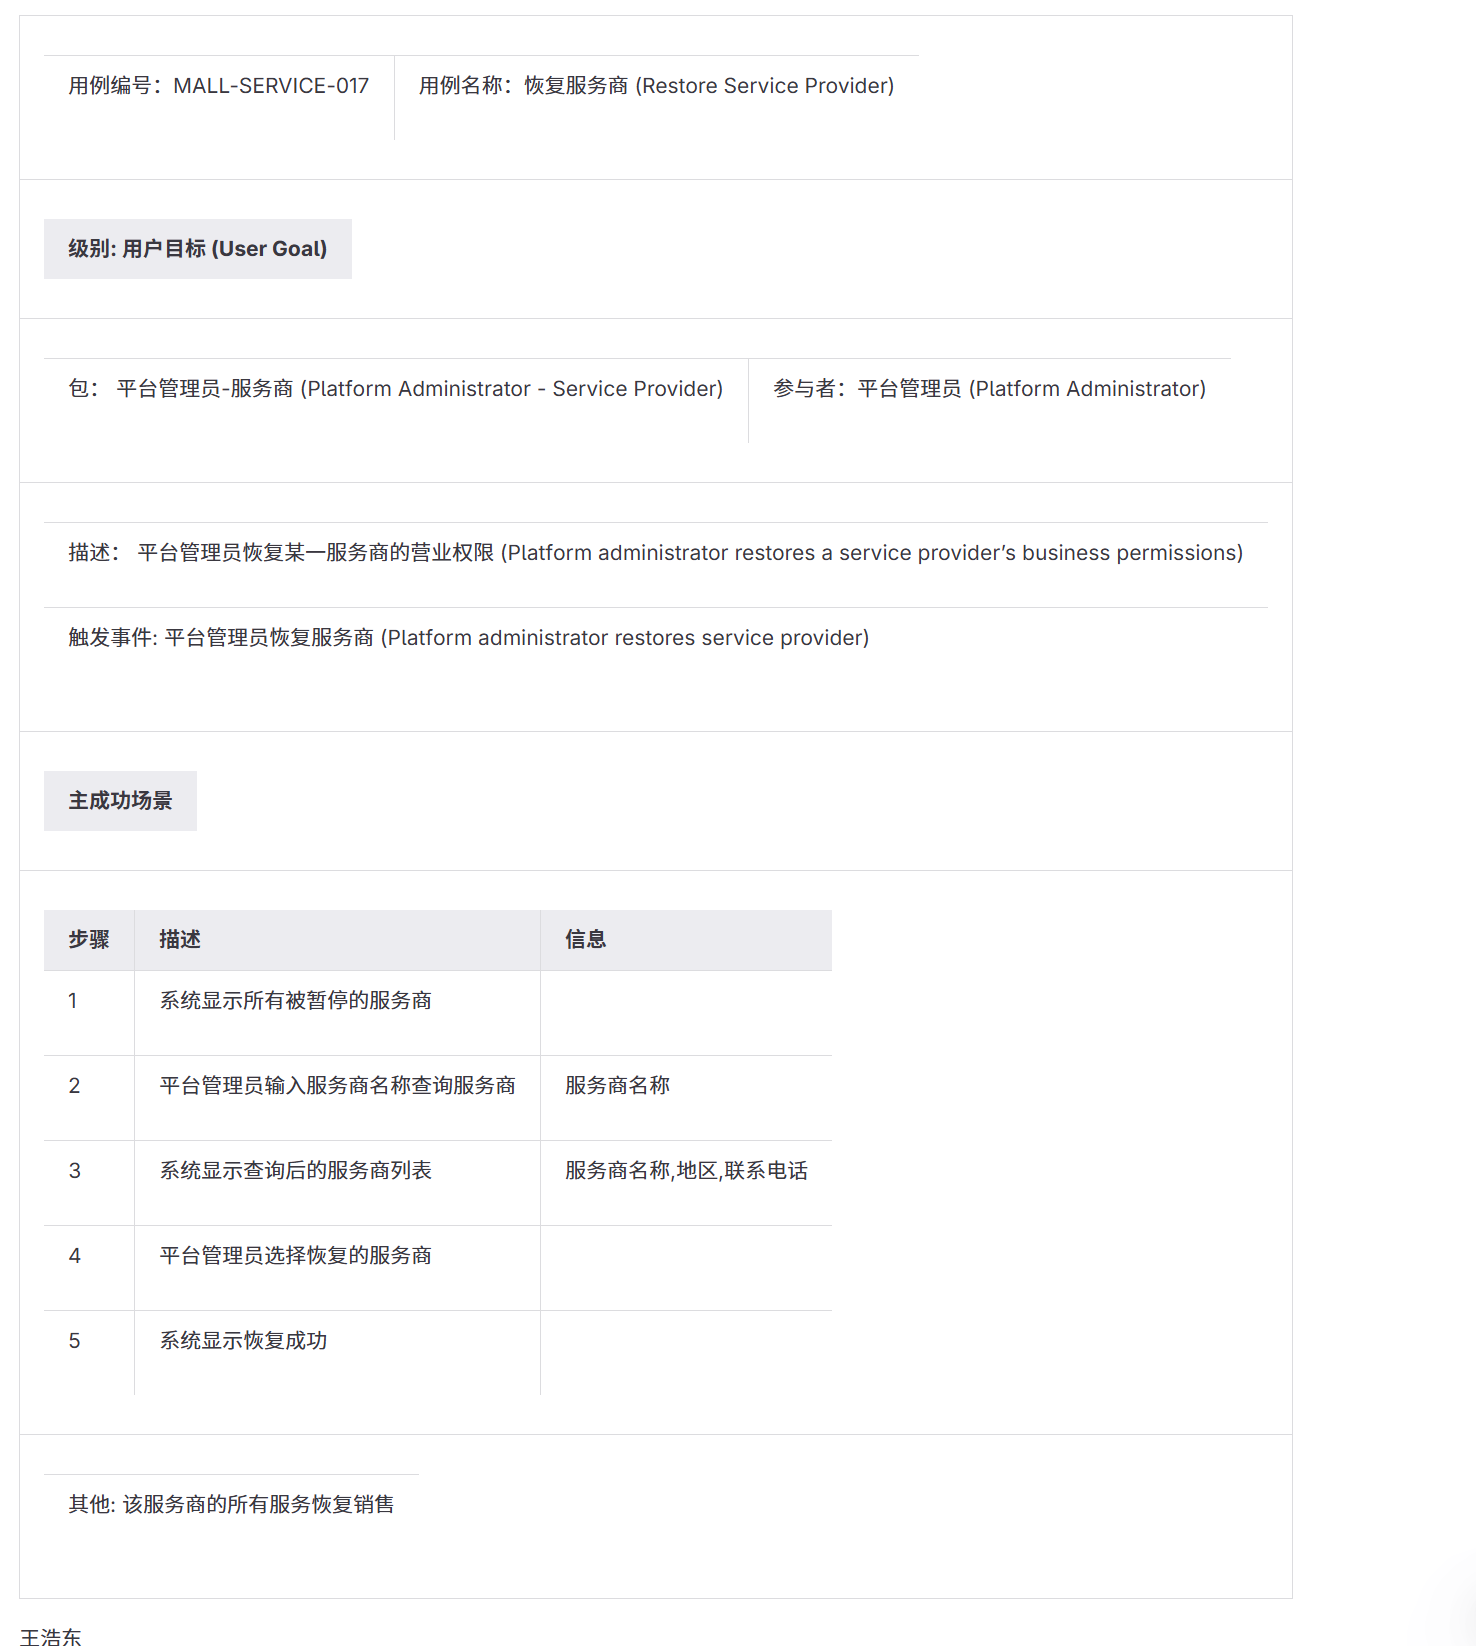 用例编号：MALL-SERVICE-017 用例名称：恢复服务商 (Restore Service Provider)
级别: 用户目标 (User Goal)
包： 平台管理员-服务商 (Platform Administrator - Service Provider) 参与者：平台管理员 (Platform Administrator)
描述： 平台管理员恢复某一服务商的营业权限 (Platform administrator restores a service provider’s business permissions)
触发事件: 平台管理员恢复服务商 (Platform administrator restores service provider)
主成功场景
步骤 描述 信息
1 系统显示所有被暂停的服务商
2 平台管理员输入服务商名称查询服务商 服务商名称
3 系统显示查询后的服务商列表 服务商名称,地区,联系电话
4 平台管理员选择恢复的服务商
5 系统显示恢复成功
其他: 该服务商的所有服务恢复销售
王浩东